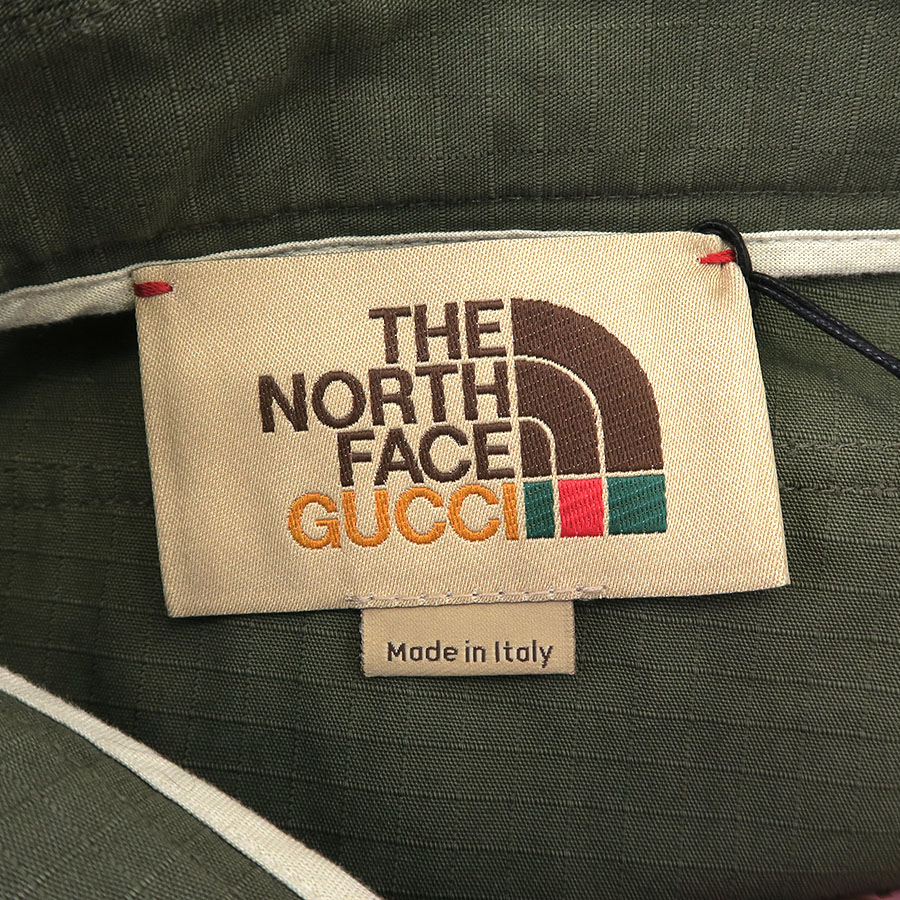 THE
NORTH
FACE
GUCCI
Made in Italy